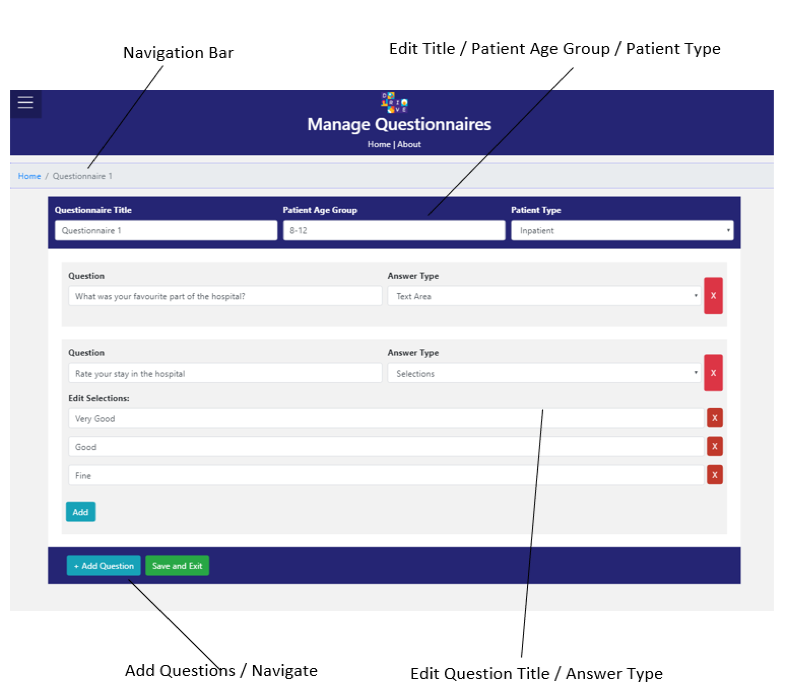 Navigation Bar
Edit Title / Patient Age Group / Patient Type
Manage Questionnaires
Home | About
Home / Questionnaire 1
Questionnaire Title
Patient Age Group
Patient Type
Questionnaire 1
8-12
Inpatient
Question
Answer Type
What was your favourite part of the hospital?
Text Area
X
Question
Answer Type
Rate your stay in the hospital
Selections
X
Edit Selections:
Very Good
X
Good
X
Fine
X
Add
+ Add Question
Save and Exit
Add Questions / Navigate
Edit Question Title / Answer Type